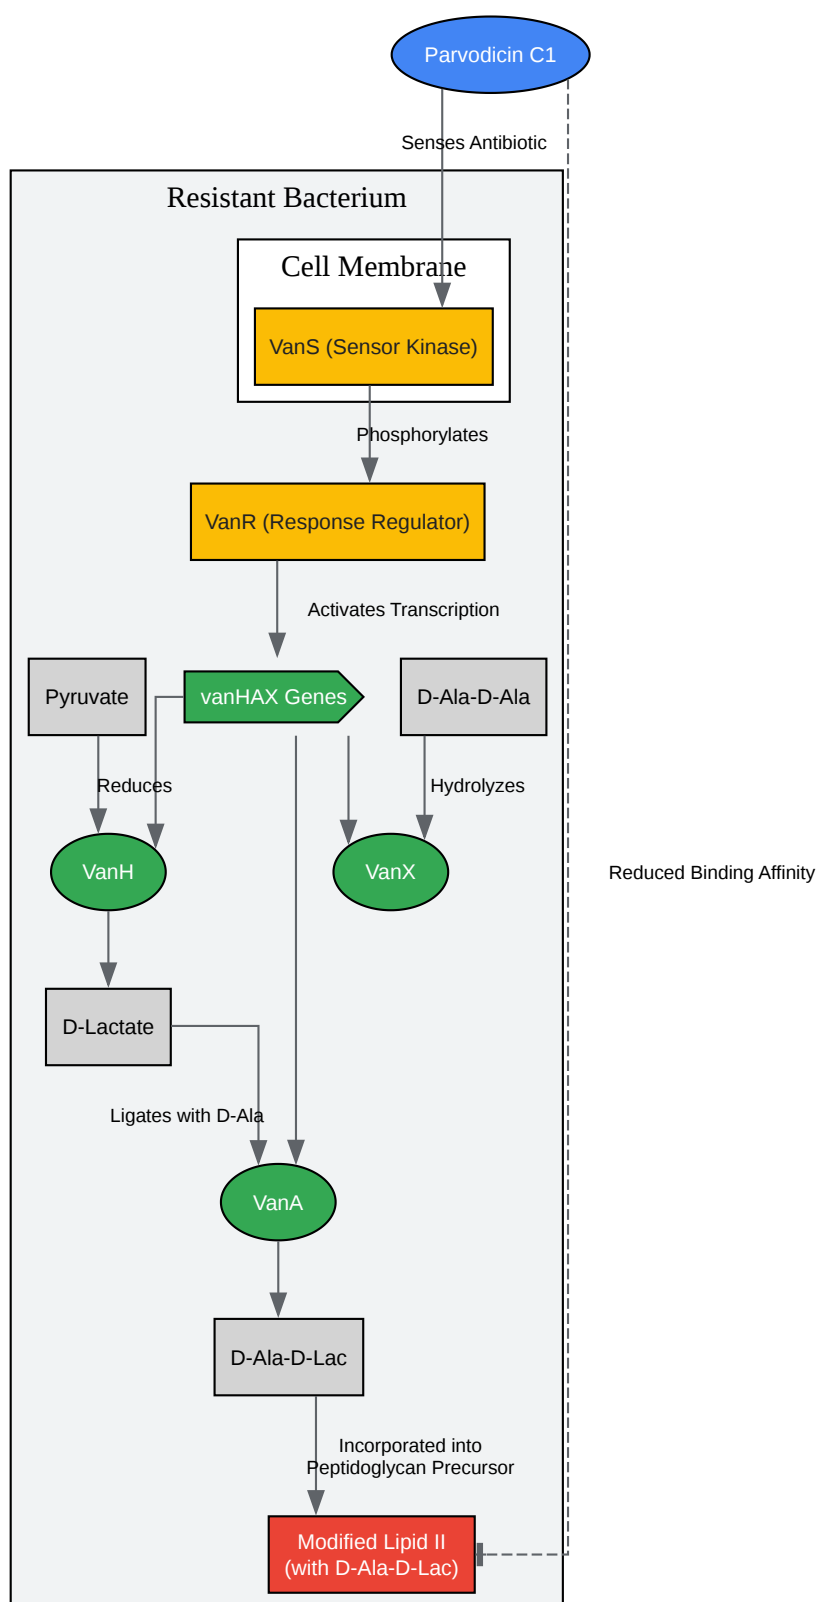 Parvodicin C1
Senses Antibiotic
Resistant Bacterium
Cell Membrane
VanS (Sensor Kinase)
Phosphorylates
VanR (Response Regulator)
Activates Transcription
Pyruvate
vanHAX Genes
D-Ala-D-Ala
Reduces
Hydrolyzes
VanH
VanX
Reduced Binding Affinity
D-Lactate
Ligates with D-Ala
VanA
D-Ala-D-Lac
Incorporated into
Peptidoglycan Precursor
Modified Lipid II
(with D-Ala-D-Lac)